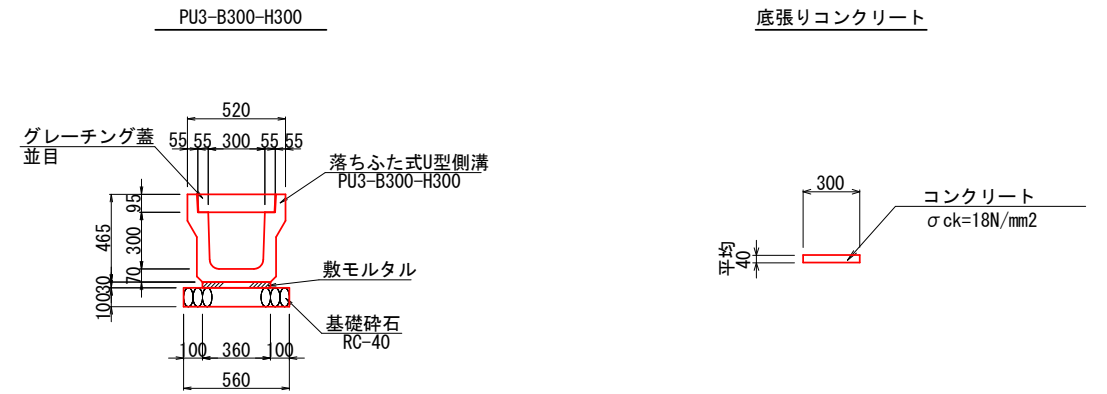 PU3-B300-H300
底張りコンクリート
520
55 55 300 55 55
グレーチング蓋
並目
落ちふた式U型側溝
PU3-B300-H300
95
465
300
70
30
100
敷モルタル
基礎砕石
RC-40
100 360 100
560
300
コンクリート
σck=18N/mm2
平均
40